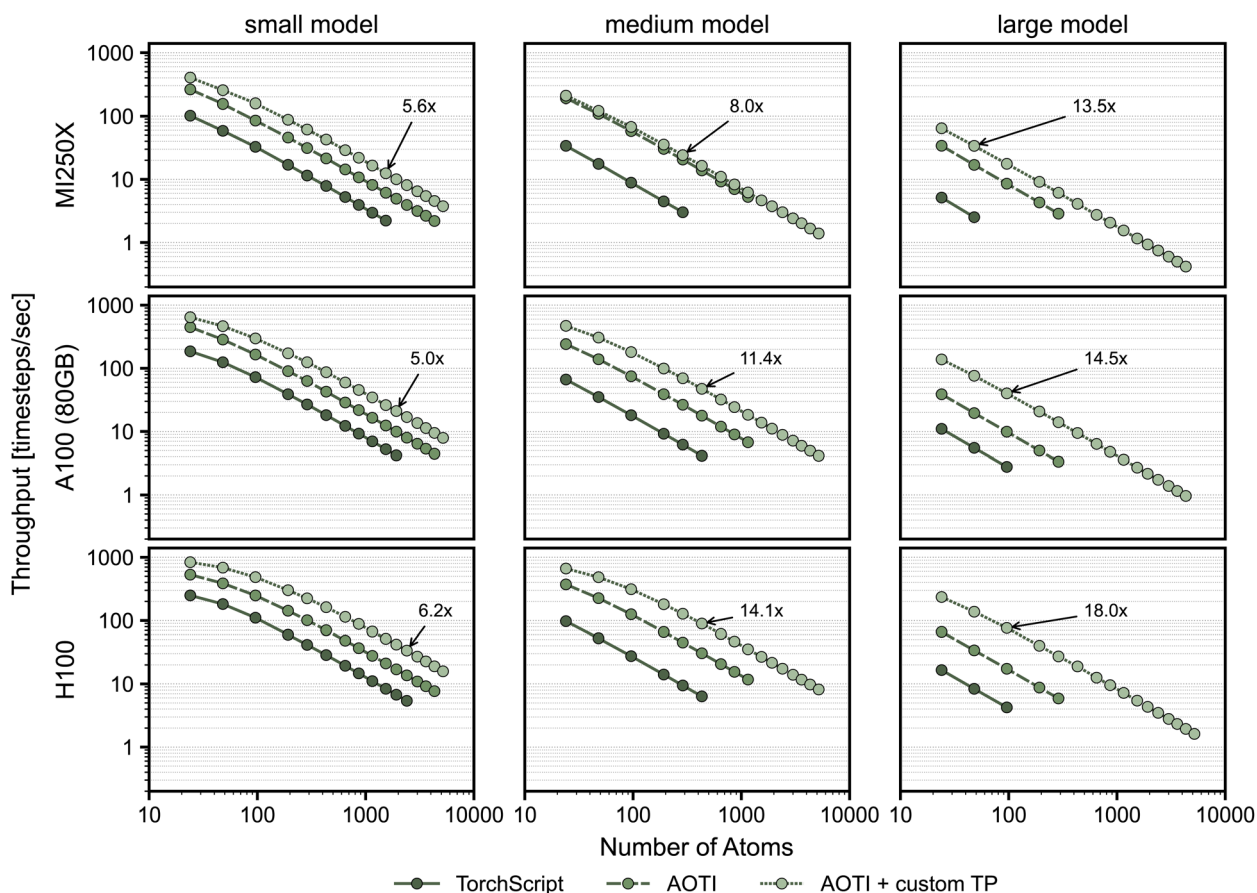 small model
medium model
large model
1000
100
10
1
MI250X
5.6x
8.0x
13.5x
1000
100
10
1
A100 (80GB)
5.0x
11.4x
14.5x
Throughput [timesteps/sec]
1000
100
10
1
H100
6.2x
14.1x
18.0x
10 100 1000 10000
10 100 1000 10000
10 100 1000 10000
Number of Atoms
TorchScript AOTI AOTI + custom TP